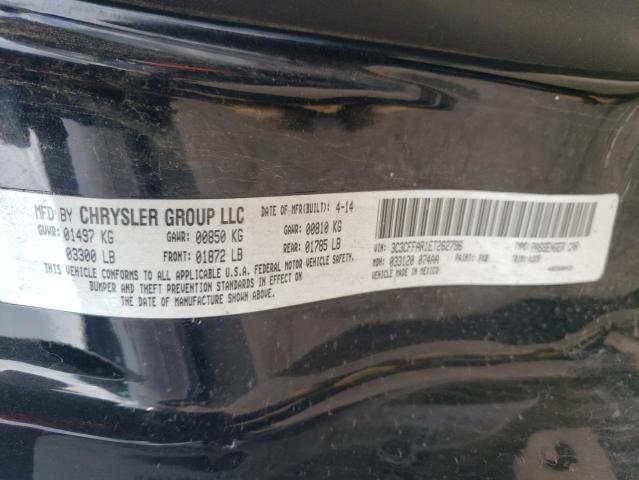 MFD BY CHRYSLER GROUP LLC DATE OF MFR(BUILT): 4-14
GVWR: 01497 KG GAWR: 00850 KG GAWR: 00810 KG
03300 LB FRONT: 01872 LB REAR: 01785 LB
THIS VEHICLE CONFORMS TO ALL APPLICABLE U.S.A. FEDERAL MOTOR VEHICLE SAFETY,
BUMPER AND THEFT PREVENTION STANDARDS IN EFFECT ON THE
DATE OF MANUFACTURE SHOWN ABOVE.
VIN: 3C3CFFAR1ET262796 TYPE: PASSENGER CAR
MDH: 033120 074AA PAINT: PXB TRIM:
VEHICLE MADE IN MEXICO